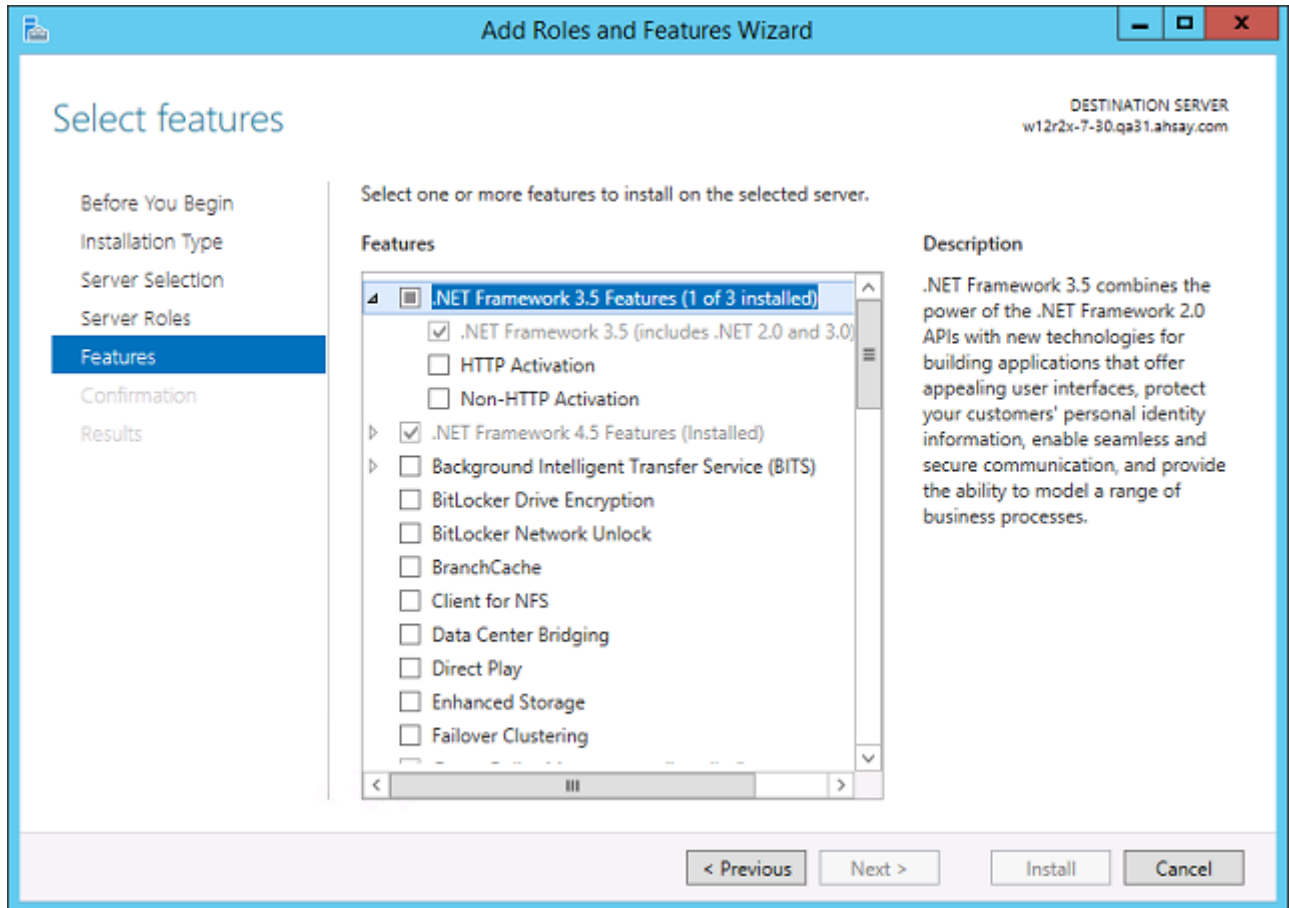 Add Roles and Features Wizard
Select features
DESTINATION SERVER
w12r2x-7-30.qa31.ahsay.com
Before You Begin
Installation Type
Server Selection
Server Roles
Features
Confirmation
Results
Select one or more features to install on the selected server.
Features
.NET Framework 3.5 Features (1 of 3 installed)
.NET Framework 3.5 (includes .NET 2.0 and 3.0)
HTTP Activation
Non-HTTP Activation
.NET Framework 4.5 Features (Installed)
Background Intelligent Transfer Service (BITS)
BitLocker Drive Encryption
BitLocker Network Unlock
BranchCache
Client for NFS
Data Center Bridging
Direct Play
Enhanced Storage
Failover Clustering
Description
.NET Framework 3.5 combines the
power of the .NET Framework 2.0
APIs with new technologies for
building applications that offer
appealing user interfaces, protect
your customers' personal identity
information, enable seamless and
secure communication, and provide
the ability to model a range of
business processes.
< Previous
Next >
Install
Cancel